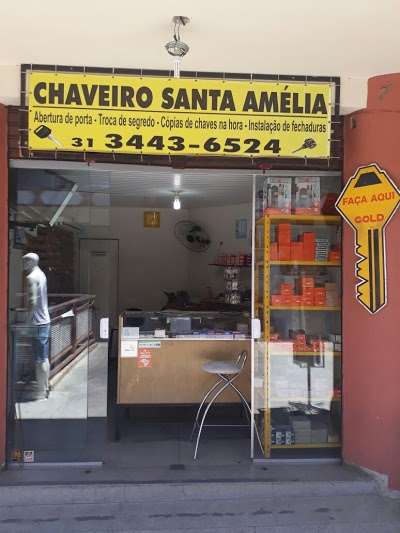 CHAVEIRO SANTA AMÉLIA
Abertura de porta - Troca de segredo - Cópias de chaves na hora - Instalação de fechaduras
31 3443-6524
FAÇA AQUI
GOLD